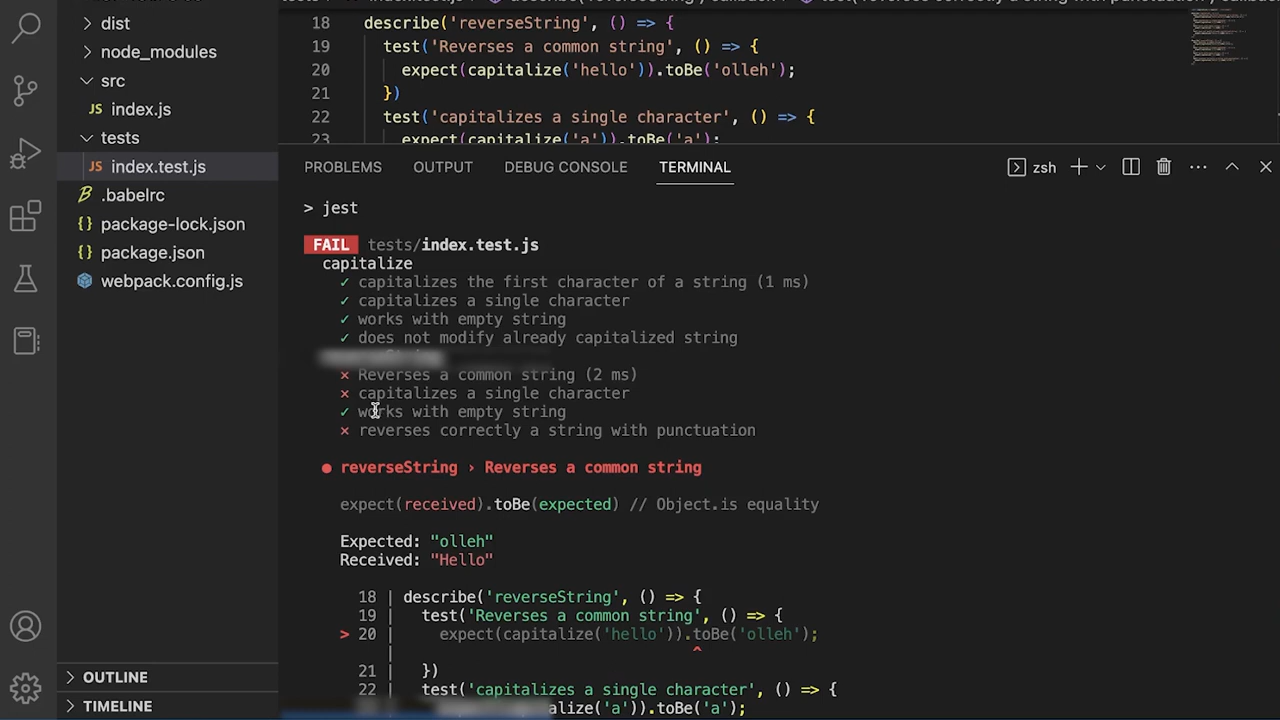 dist
node_modules
src
JS index.js
tests
JS index.test.js
.babelrc
{} package-lock.json
{} package.json
webpack.config.js
OUTLINE
TIMELINE
18 describe('reverseString', () => {
19 test('Reverses a common string', () => {
20 expect(capitalize('hello')).toBe('olleh');
21 })
22 test('capitalizes a single character', () => {
23 expect(capitalize('a')).toBe('a');
PROBLEMS OUTPUT DEBUG CONSOLE TERMINAL zsh
> jest
FAIL tests/index.test.js
capitalize
✓ capitalizes the first character of a string (1 ms)
✓ capitalizes a single character
✓ works with empty string
✓ does not modify already capitalized string
✕ Reverses a common string (2 ms)
✕ capitalizes a single character
✓ works with empty string
✕ reverses correctly a string with punctuation
● reverseString › Reverses a common string
expect(received).toBe(expected) // Object.is equality
Expected: "olleh"
Received: "Hello"
18 | describe('reverseString', () => {
19 | test('Reverses a common string', () => {
> 20 | expect(capitalize('hello')).toBe('olleh');
| ^
21 | })
22 | test('capitalizes a single character', () => {
alize('a')).toBe('a');